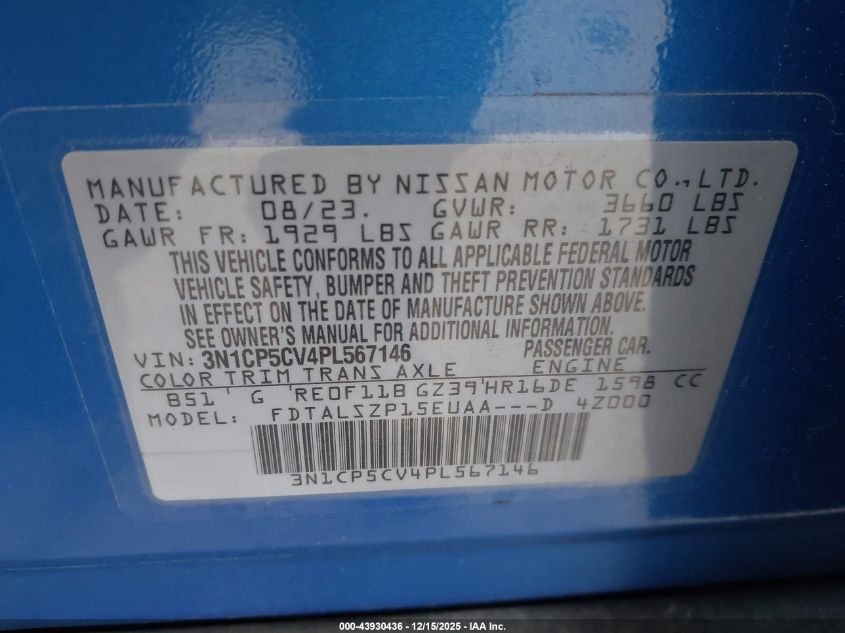 MANUFACTURED BY NISSAN MOTOR CO.,LTD.
DATE: 08/23. GVWR: 3660 LBS
GAWR FR: 1929 LBS GAWR RR: 1731 LBS
THIS VEHICLE CONFORMS TO ALL APPLICABLE FEDERAL MOTOR
VEHICLE SAFETY, BUMPER AND THEFT PREVENTION STANDARDS
IN EFFECT ON THE DATE OF MANUFACTURE SHOWN ABOVE.
SEE OWNER'S MANUAL FOR ADDITIONAL INFORMATION.
VIN: 3N1CP5CV4PL567146 PASSENGER CAR.
COLOR TRIM TRANS AXLE ENGINE
B51 G 'RE0F11B GZ39'HR16DE 1598 CC
MODEL: FDTALSZP15EUAA---D 4Z000
3N1CP5CV4PL567146
000-43930436 - 12/15/2025 - IAA Inc.